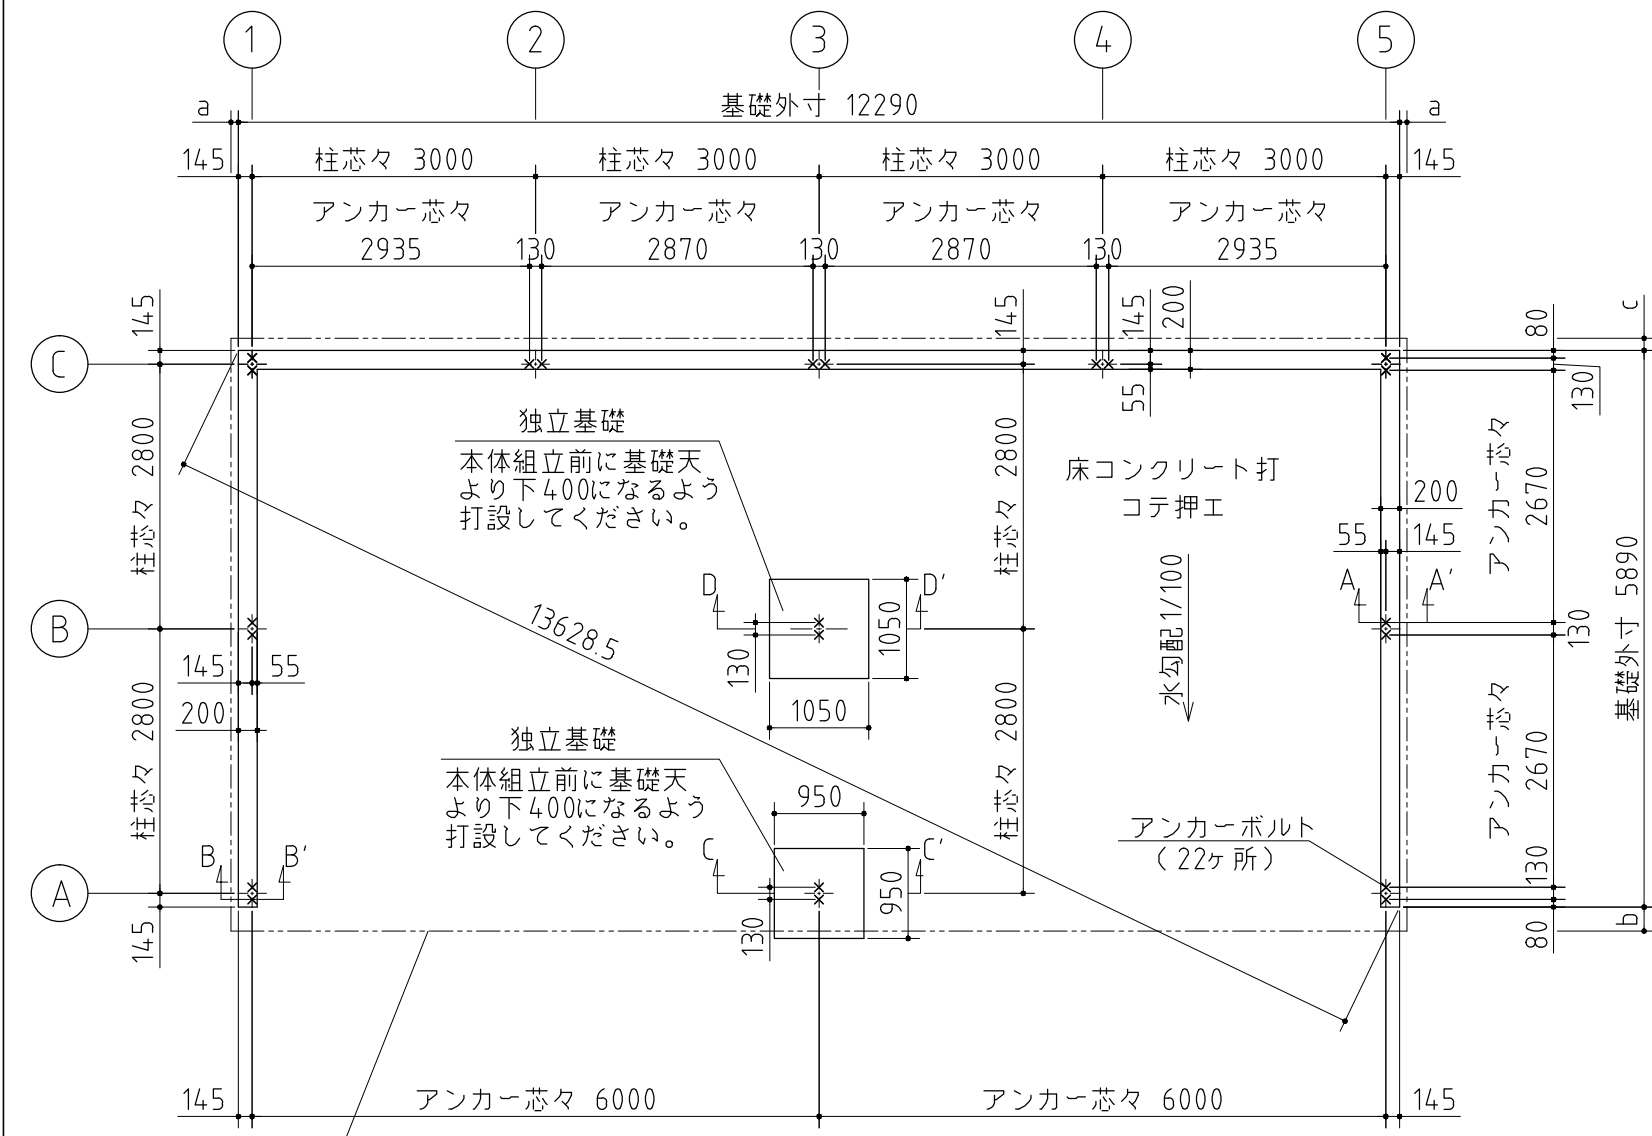 1 2 3 4 5
a 基礎外寸 12290 a
145 柱芯々 3000 柱芯々 3000 柱芯々 3000 柱芯々 3000 145
アンカー芯々 アンカー芯々 アンカー芯々 アンカー芯々
2935 130 2870 130 2870 130 2935
145 145 145 200 80 c
C
55 130
柱芯々 2800 柱芯々 2800 アンカー芯々 2670
独立基礎
本体組立前に基礎天
より下400になるよう
打設してください。
床コンクリート打
コテ押エ
200
55 145
A A'
D D'
水勾配1/100
13628.5
1050
130
1050
B
130
基礎外寸 5890
145 55
200
柱芯々 2800 柱芯々 2800 アンカー芯々 2670
独立基礎
本体組立前に基礎天
より下400になるよう
打設してください。
950
アンカーボルト
(22ヶ所)
B B'
C C'
130
A
950
130
145 80 b
145 アンカー芯々 6000 アンカー芯々 6000 145